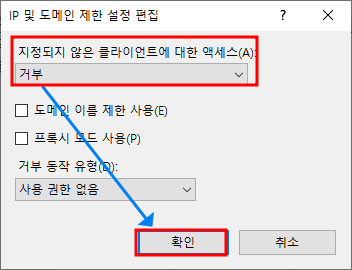 IP 및 도메인 제한 설정 편집
지정되지 않은 클라이언트에 대한 액세스(A):
거부
도메인 이름 제한 사용(E)
프록시 모드 사용(P)
거부 동작 유형(D):
사용 권한 없음
확인
취소